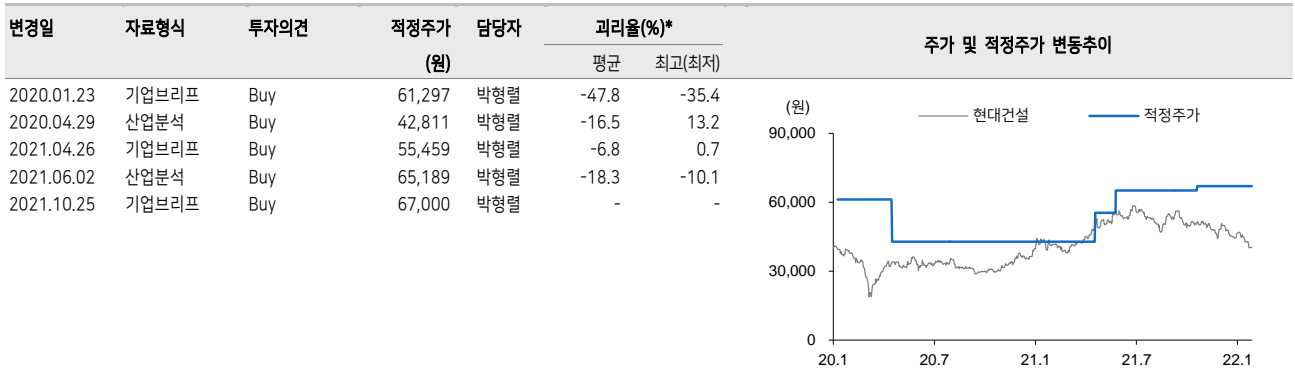 변경일 자료형식 투자의견 적정주가 담당자 괴리율(%)*
(원) 평균 최고(최저)
2020.01.23 기업브리프 Buy 61,297 박형렬 -47.8 -35.4
2020.04.29 산업분석 Buy 42,811 박형렬 -16.5 13.2
2021.04.26 기업브리프 Buy 55,459 박형렬 -6.8 0.7
2021.06.02 산업분석 Buy 65,189 박형렬 -18.3 -10.1
2021.10.25 기업브리프 Buy 67,000 박형렬 - -
주가 및 적정주가 변동추이
(원)
현대건설 적정주가
90,000
60,000
30,000
0
20.1 20.7 21.1 21.7 22.1